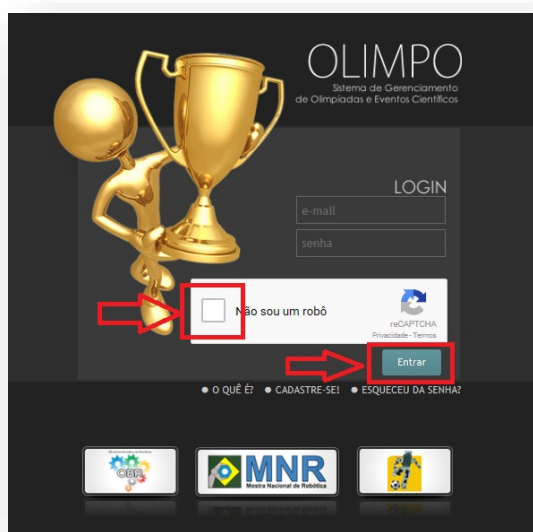 OLIMPO
Sistema de Gerenciamento
de Olimpíadas e Eventos Científicos
LOGIN
e-mail
senha
Não sou um robô
reCAPTCHA
Privacidade - Termos
Entrar
● O QUÊ É? ● CADASTRE-SE! ● ESQUECEU DA SENHA?
OBR
MNR
Mostra Nacional de Robótica